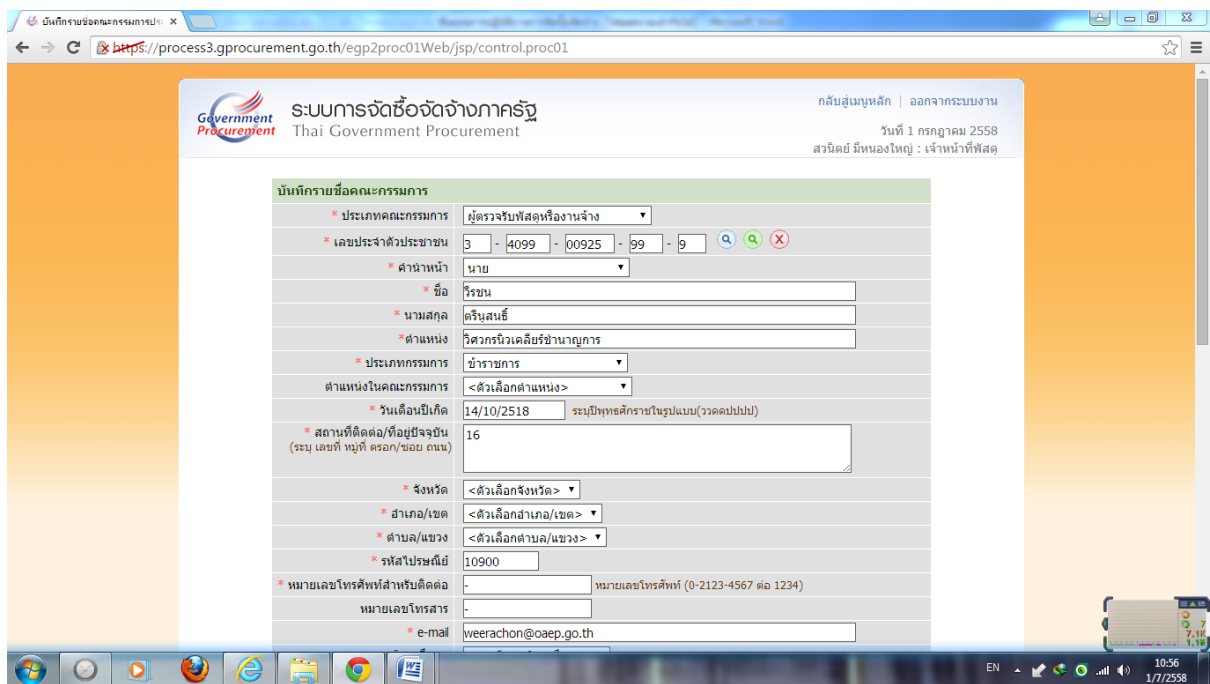 บันทึกรายชื่อคณะกรรมการประ ×
https://process3.gprocurement.go.th/egp2proc01Web/jsp/control.proc01
Government
Procurement
ระบบการจัดซื้อจัดจ้างภาครัฐ
Thai Government Procurement
กลับสู่เมนูหลัก | ออกจากระบบงาน
วันที่ 1 กรกฎาคม 2558
สวนิตย์ มีหนองใหญ่ : เจ้าหน้าที่พัสดุ
บันทึกรายชื่อคณะกรรมการ
* ประเภทคณะกรรมการ ผู้ตรวจรับพัสดุหรืองานจ้าง
* เลขประจำตัวประชาชน 3 - 4099 - 00925 - 99 - 9
* คำนำหน้า นาย
* ชื่อ วีรชน
* นามสกุล ตรีนุสนธิ์
*ตำแหน่ง วิศวกรนิวเคลียร์ชำนาญการ
* ประเภทกรรมการ ข้าราชการ
ตำแหน่งในคณะกรรมการ <ตัวเลือกตำแหน่ง>
* วันเดือนปีเกิด 14/10/2518 ระบุปีพุทธศักราชในรูปแบบ(ววดดปปปป)
* สถานที่ติดต่อ/ที่อยู่ปัจจุบัน 16
(ระบุ เลขที่ หมู่ที่ ตรอก/ซอย ถนน)
* จังหวัด <ตัวเลือกจังหวัด>
* อำเภอ/เขต <ตัวเลือกอำเภอ/เขต>
* ตำบล/แขวง <ตัวเลือกตำบล/แขวง>
* รหัสไปรษณีย์ 10900
* หมายเลขโทรศัพท์สำหรับติดต่อ - หมายเลขโทรศัพท์ (0-2123-4567 ต่อ 1234)
หมายเลขโทรสาร -
* e-mail weerachon@oaep.go.th
7
7.1K
1.1K
EN
10:56
1/7/2558